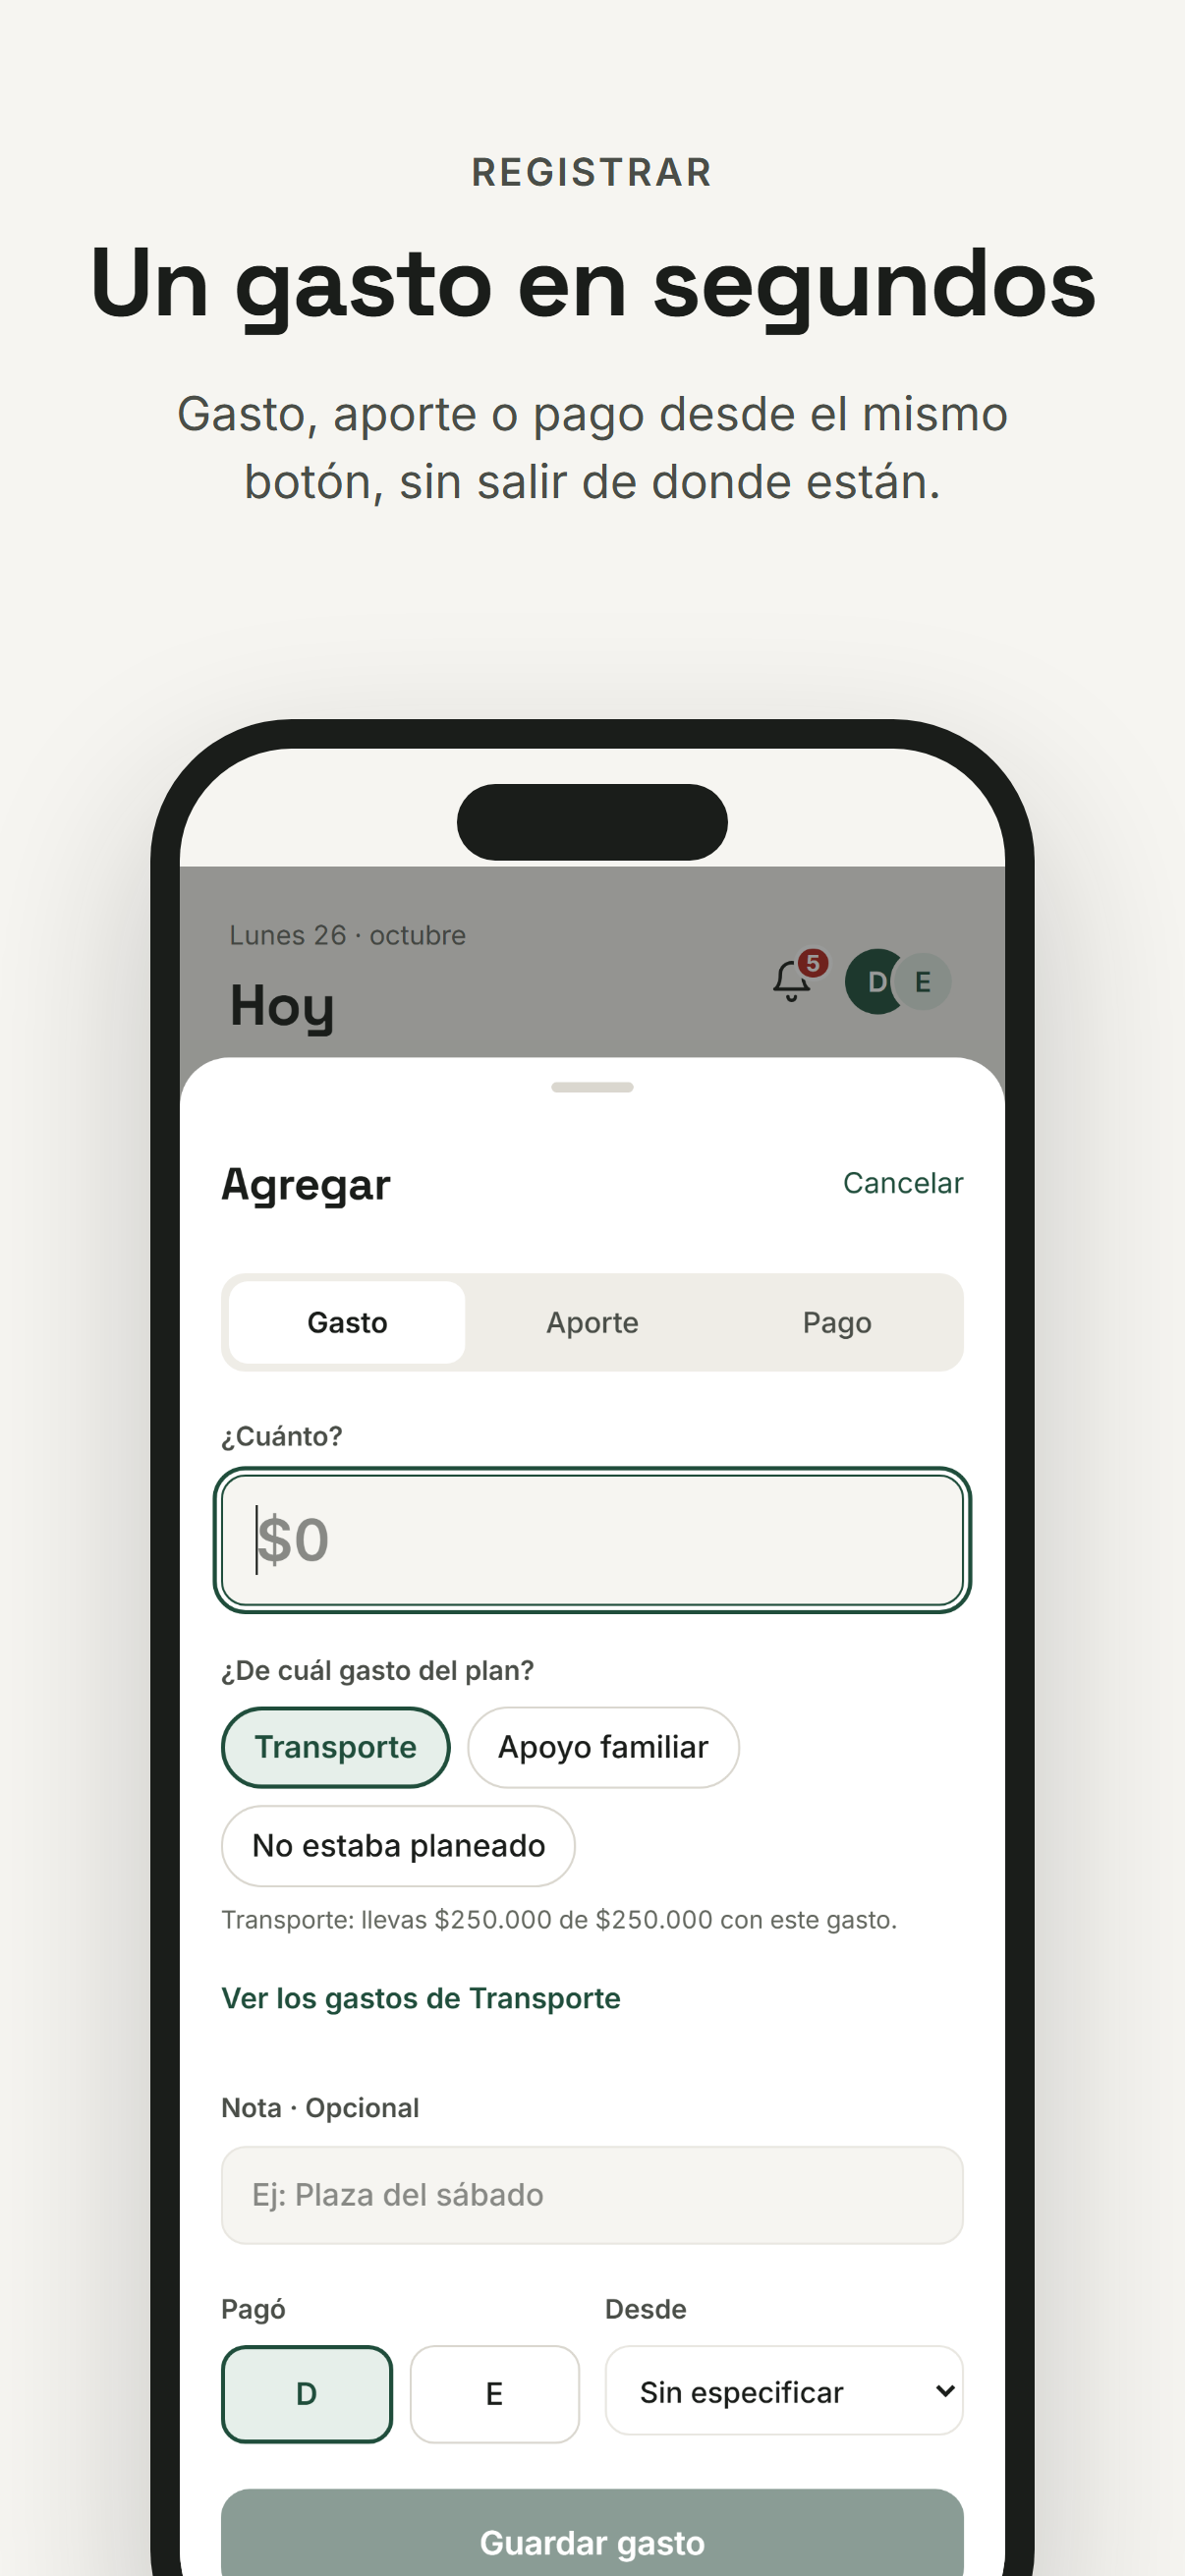 REGISTRAR
Un gasto en segundos
Gasto, aporte o pago desde el mismo
botón, sin salir de donde están.
Lunes 26 · octubre
Hoy
5
D
E
Agregar
Cancelar
Gasto
Aporte
Pago
¿Cuánto?
$0
¿De cuál gasto del plan?
Transporte
Apoyo familiar
No estaba planeado
Transporte: llevas $250.000 de $250.000 con este gasto.
Ver los gastos de Transporte
Nota · Opcional
Ej: Plaza del sábado
Pagó
Desde
D
E
Sin especificar
Guardar gasto